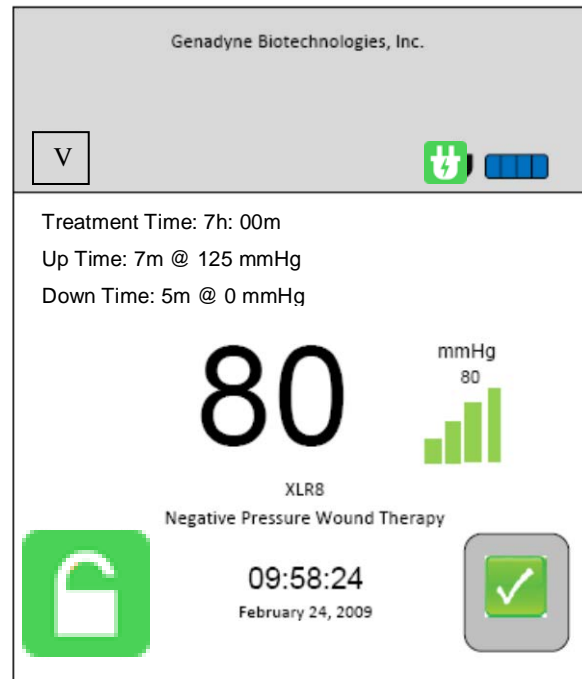 Genadyne Biotechnologies, Inc.
V
Treatment Time: 7h: 00m
Up Time: 7m @ 125 mmHg
Down Time: 5m @ 0 mmHg
80
mmHg
80
XLR8
Negative Pressure Wound Therapy
09:58:24
February 24, 2009